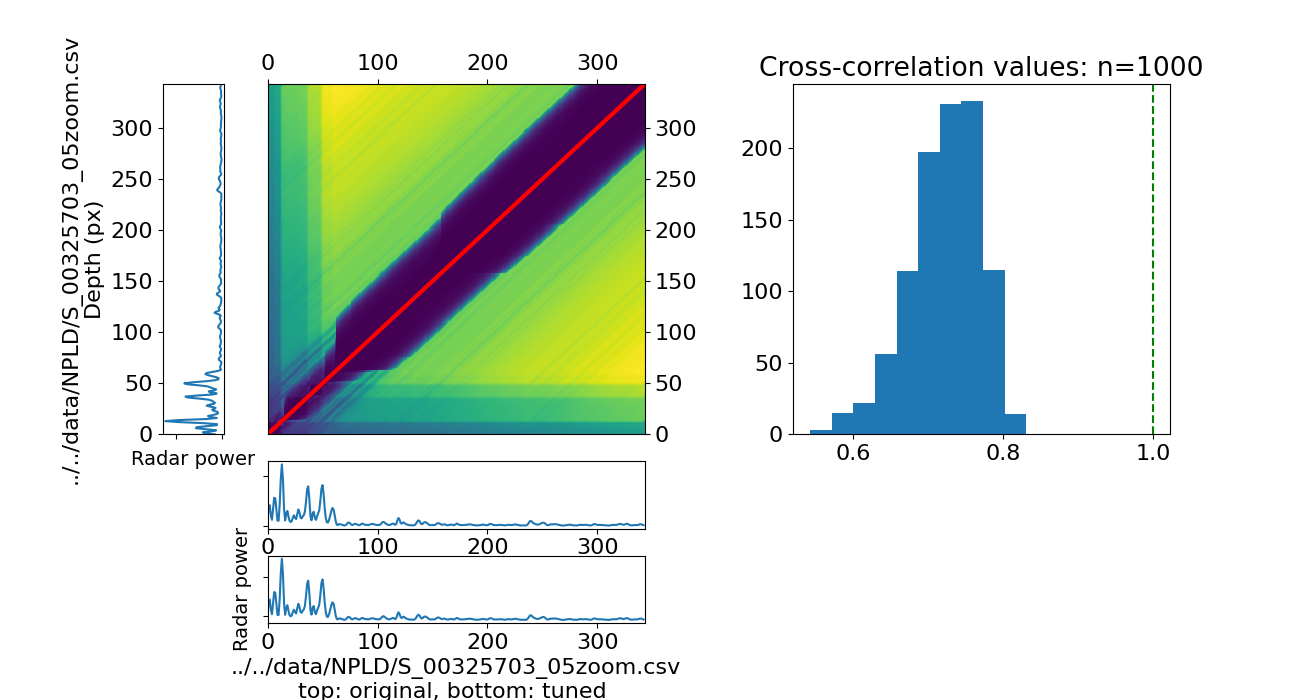 ../../data/NPLD/S_00325703_05zoom.csv
Depth (px)
0 50 100 150 200 250 300
Radar power
0 100 200 300
0 50 100 150 200 250 300
0 100 200 300
Radar power
0 100 200 300
../../data/NPLD/S_00325703_05zoom.csv
top: original, bottom: tuned
Cross-correlation values: n=1000
0 50 100 150 200
0.6 0.8 1.0